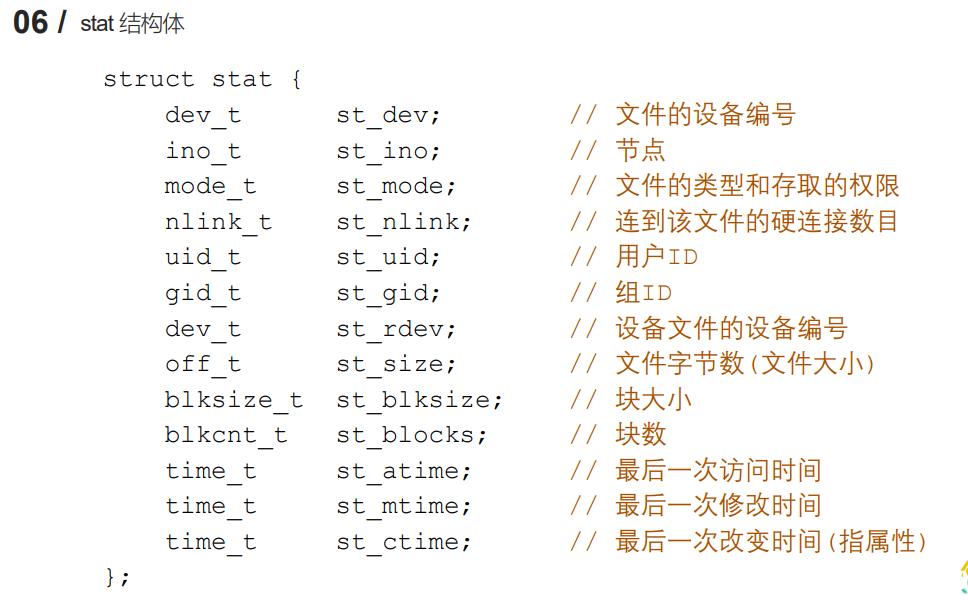 06 / stat 结构体
struct stat {
dev_t st_dev; // 文件的设备编号
ino_t st_ino; // 节点
mode_t st_mode; // 文件的类型和存取的权限
nlink_t st_nlink; // 连到该文件的硬连接数目
uid_t st_uid; // 用户ID
gid_t st_gid; // 组ID
dev_t st_rdev; // 设备文件的设备编号
off_t st_size; // 文件字节数(文件大小)
blksize_t st_blksize; // 块大小
blkcnt_t st_blocks; // 块数
time_t st_atime; // 最后一次访问时间
time_t st_mtime; // 最后一次修改时间
time_t st_ctime; // 最后一次改变时间(指属性)
};